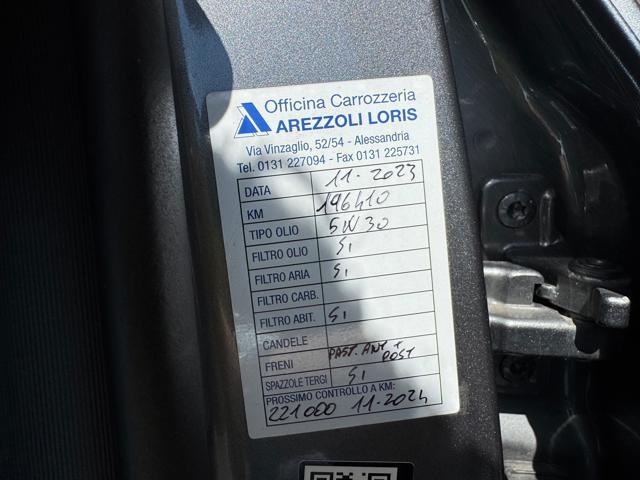 Officina Carrozzeria
AREZZOLI LORIS
Via Vinzaglio, 52/54 - Alessandria
Tel. 0131 227094 - Fax 0131 225731
DATA 11-2023
KM 196410
TIPO OLIO 5W30
FILTRO OLIO Si
FILTRO ARIA Si
FILTRO CARB.
FILTRO ABIT. Si
CANDELE
FRENI PAST. ANT +
POST
SPAZZOLE TERGI Si
PROSSIMO CONTROLLO A KM:
221000 11-2024